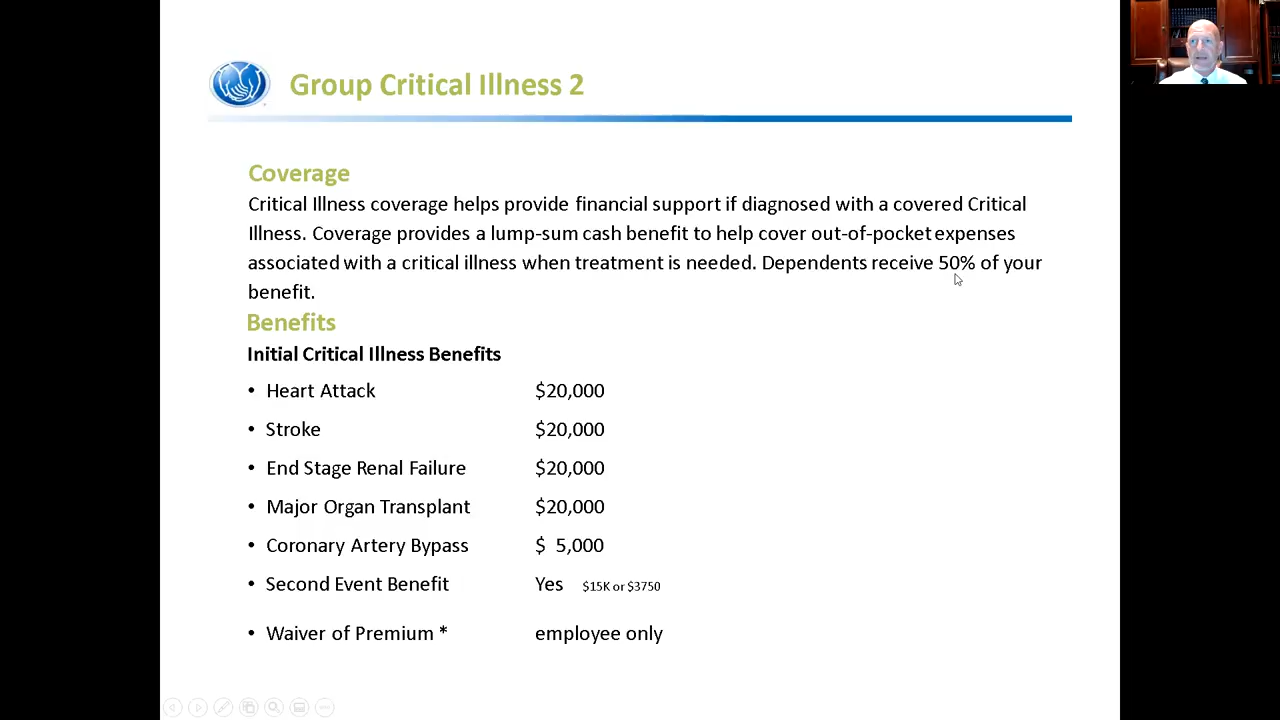 Group Critical Illness 2
Coverage
Critical Illness coverage helps provide financial support if diagnosed with a covered Critical
Illness. Coverage provides a lump-sum cash benefit to help cover out-of-pocket expenses
associated with a critical illness when treatment is needed. Dependents receive 50% of your
benefit.
Benefits
Initial Critical Illness Benefits
• Heart Attack $20,000
• Stroke $20,000
• End Stage Renal Failure $20,000
• Major Organ Transplant $20,000
• Coronary Artery Bypass $ 5,000
• Second Event Benefit Yes $15K or $3750
• Waiver of Premium * employee only